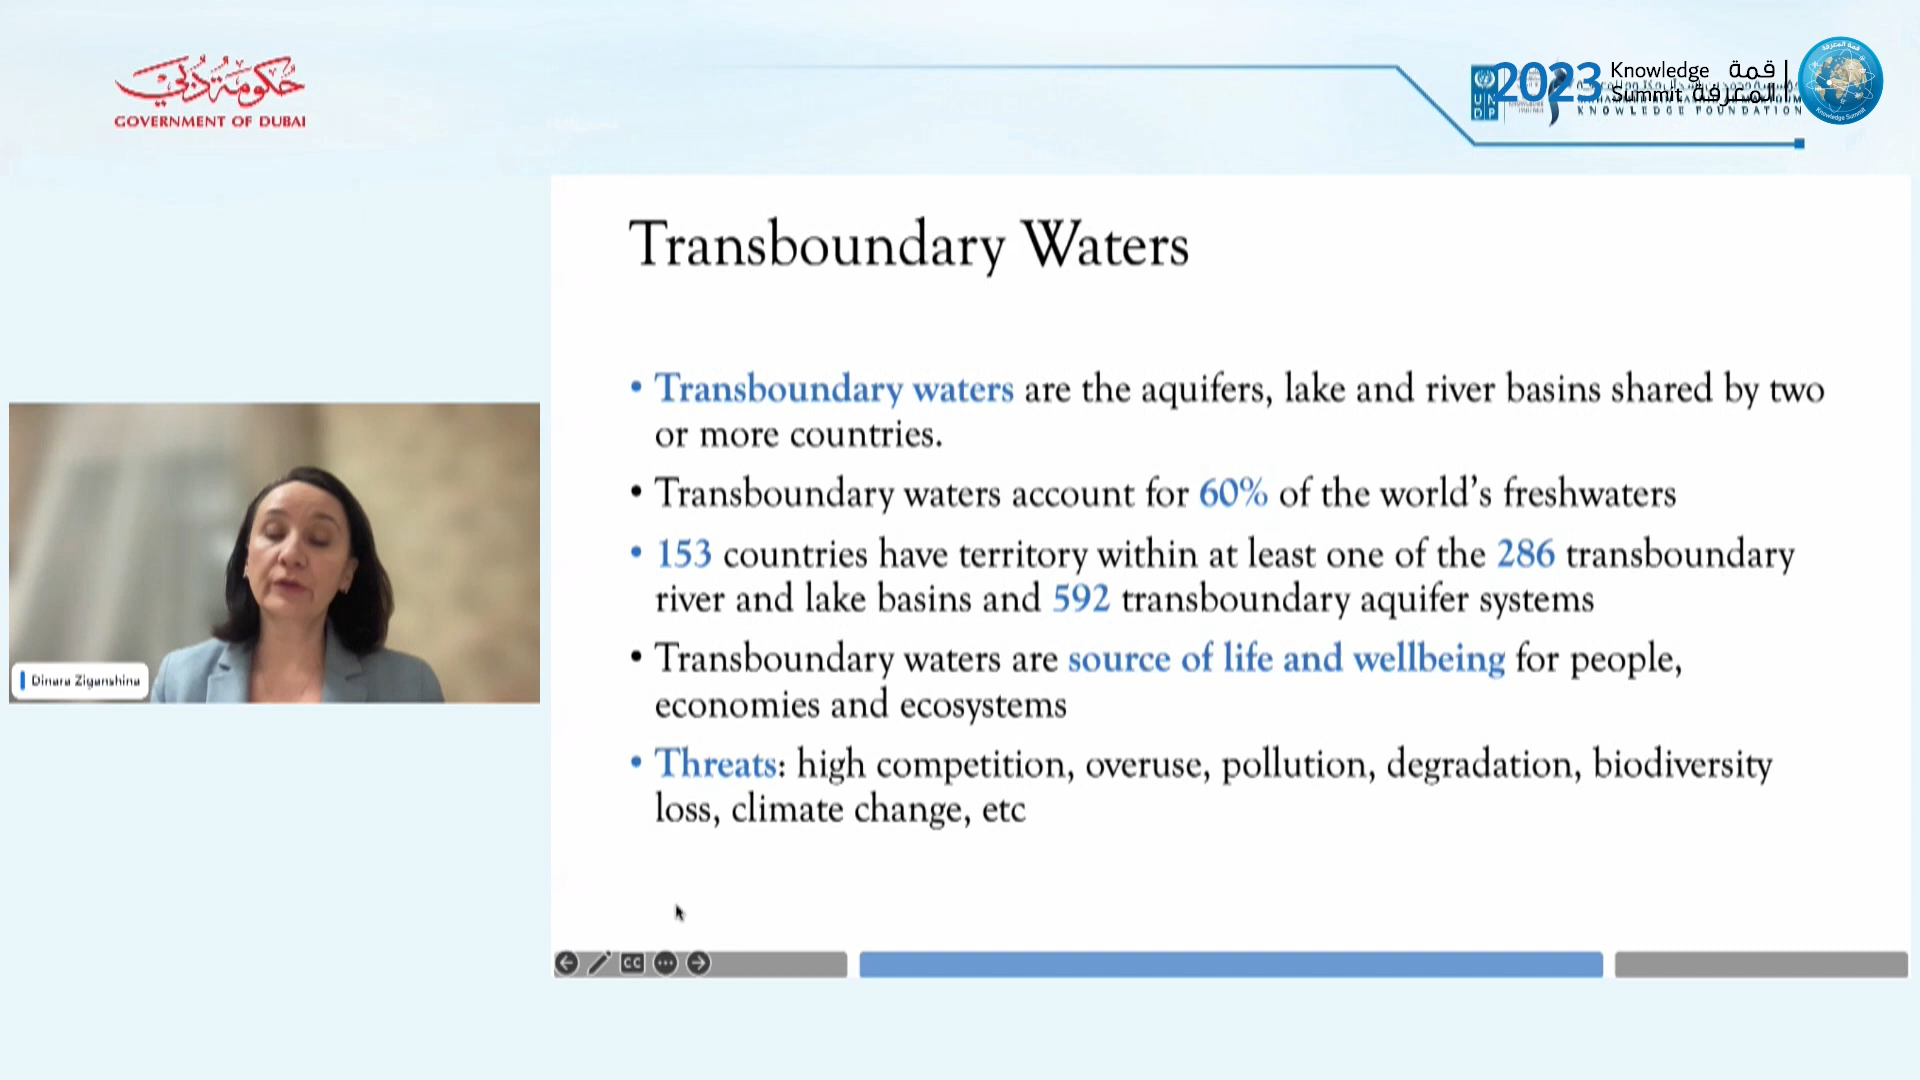 حكومة دبي
GOVERNMENT OF DUBAI
2023 Knowledge Summit
قمة المعرفة
KNOWLEDGE FOUNDATION
Transboundary Waters
• Transboundary waters are the aquifers, lake and river basins shared by two
or more countries.
• Transboundary waters account for 60% of the world's freshwaters
• 153 countries have territory within at least one of the 286 transboundary
river and lake basins and 592 transboundary aquifer systems
• Transboundary waters are source of life and wellbeing for people,
economies and ecosystems
• Threats: high competition, overuse, pollution, degradation, biodiversity
loss, climate change, etc
Dinara Ziganshina
CC